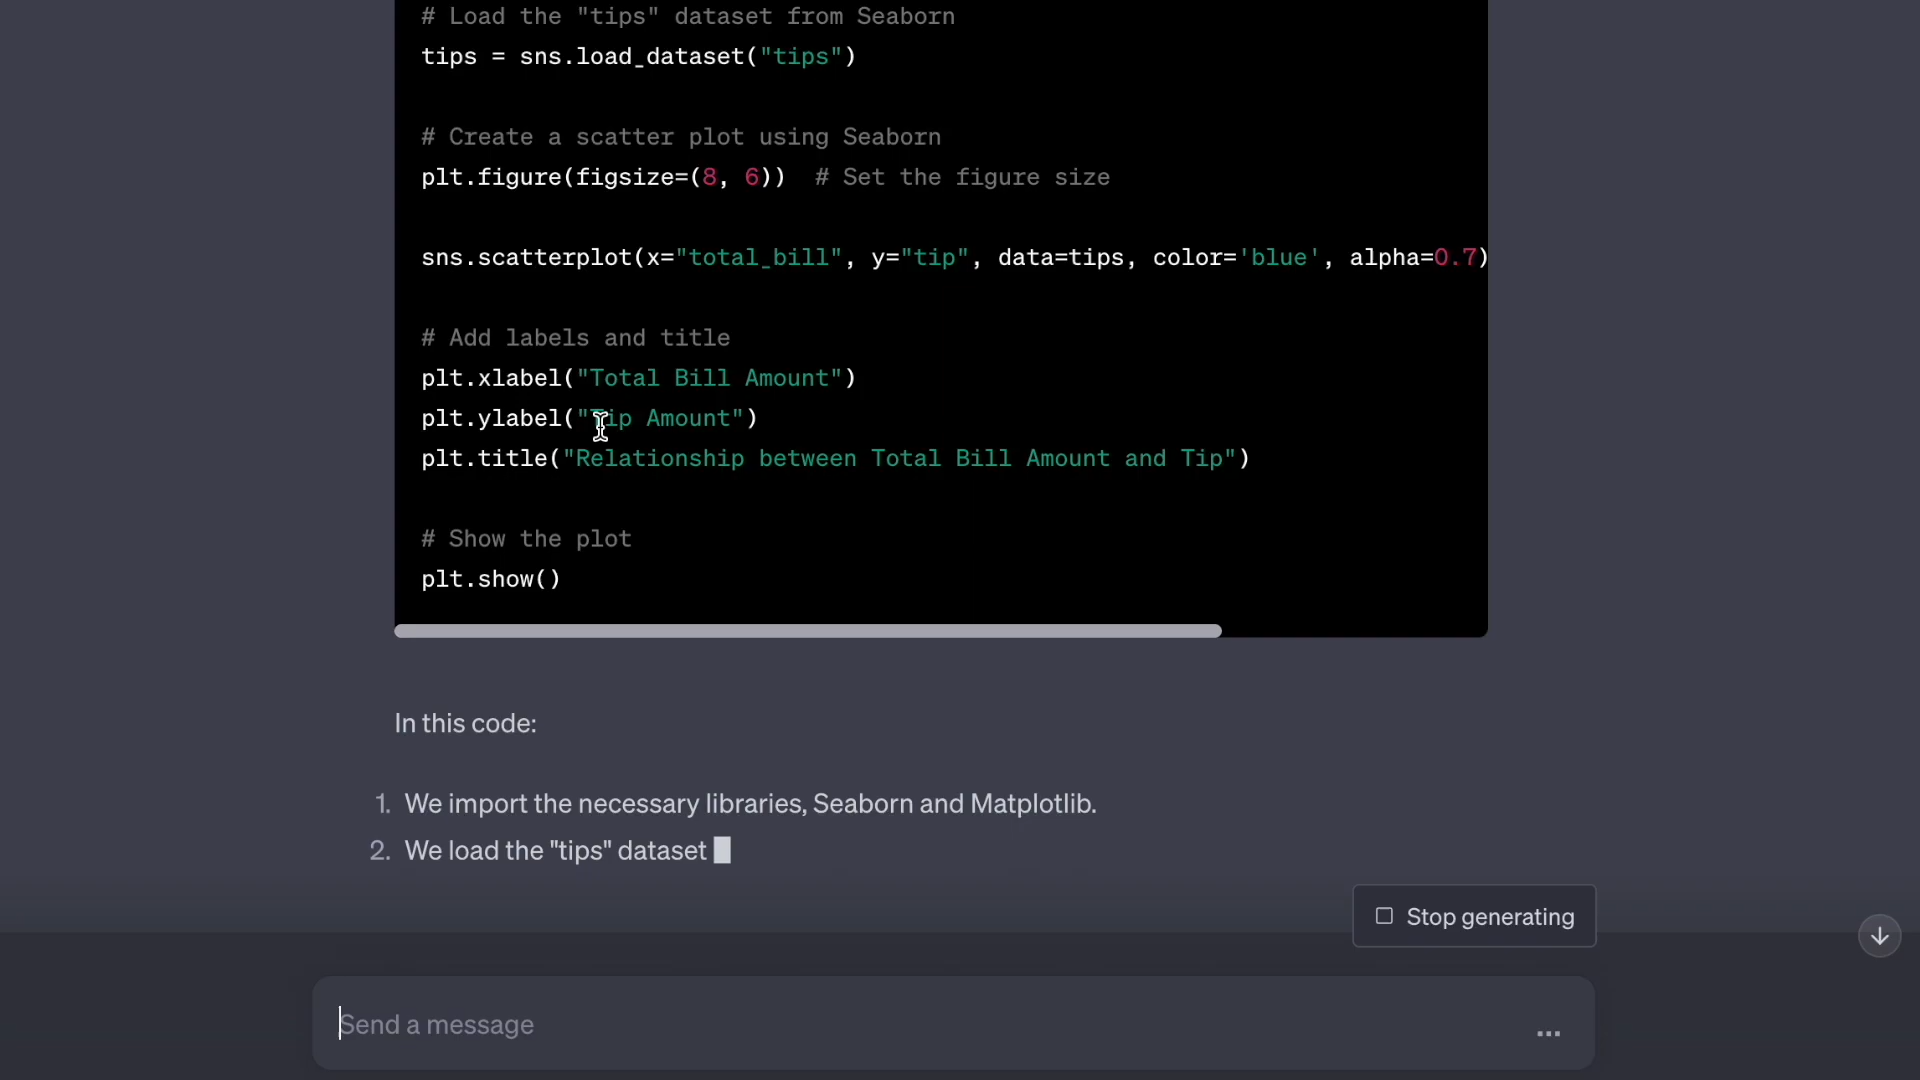 # Load the "tips" dataset from Seaborn
tips = sns.load_dataset("tips")
# Create a scatter plot using Seaborn
plt.figure(figsize=(8, 6))  # Set the figure size
sns.scatterplot(x="total_bill", y="tip", data=tips, color='blue', alpha=0.7)
# Add labels and title
plt.xlabel("Total Bill Amount")
plt.ylabel("Tip Amount")
plt.title("Relationship between Total Bill Amount and Tip")
# Show the plot
plt.show()
In this code:
1. We import the necessary libraries, Seaborn and Matplotlib.
2. We load the "tips" dataset
Stop generating
Send a message